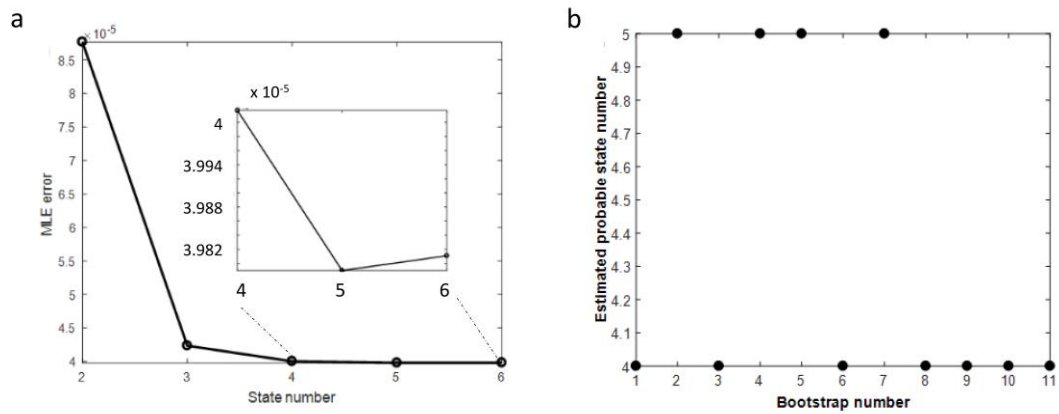 a
× 10-5
8.5
8
7.5
7
6.5
6
5.5
5
4.5
4
MLE error
2 3 4 5 6
State number
x 10-5
4
3.994
3.988
3.982
4 5 6
b
5
4.9
4.8
4.7
4.6
4.5
4.4
4.3
4.2
4.1
4
Estimated probable state number
1 2 3 4 5 6 7 8 9 10 11
Bootstrap number